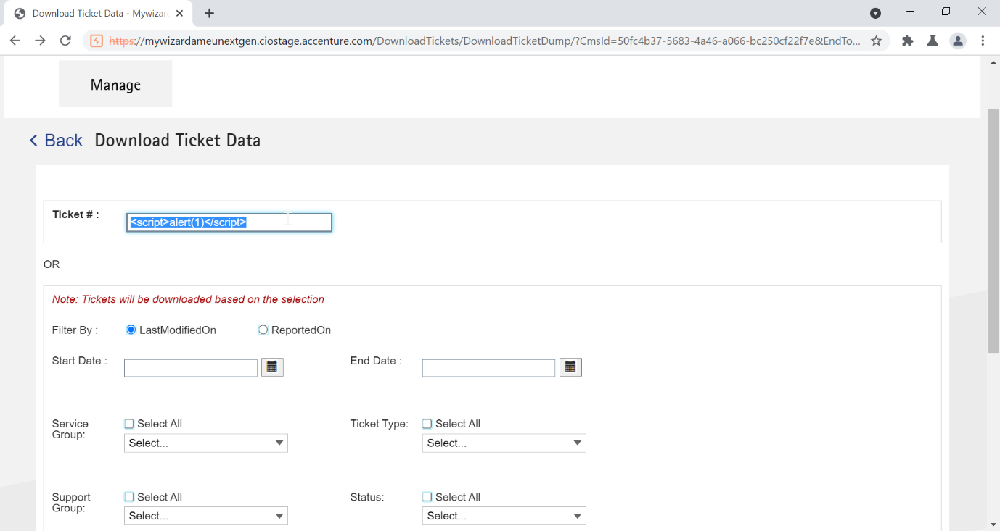 Download Ticket Data - Mywizar
https://mywizardameunextgen.ciostage.accenture.com/DownloadTickets/DownloadTicketDump/?CmsId=50fc4b37-5683-4a46-a066-bc250cf22f7e&EndTo...
Manage
< Back |Download Ticket Data
Ticket # : <script>alert(1)</script>
OR
Note: Tickets will be downloaded based on the selection
Filter By : LastModifiedOn ReportedOn
Start Date : End Date :
Service Group: Select All Ticket Type: Select All
Select... Select...
Support Group: Select All Status: Select All
Select... Select...